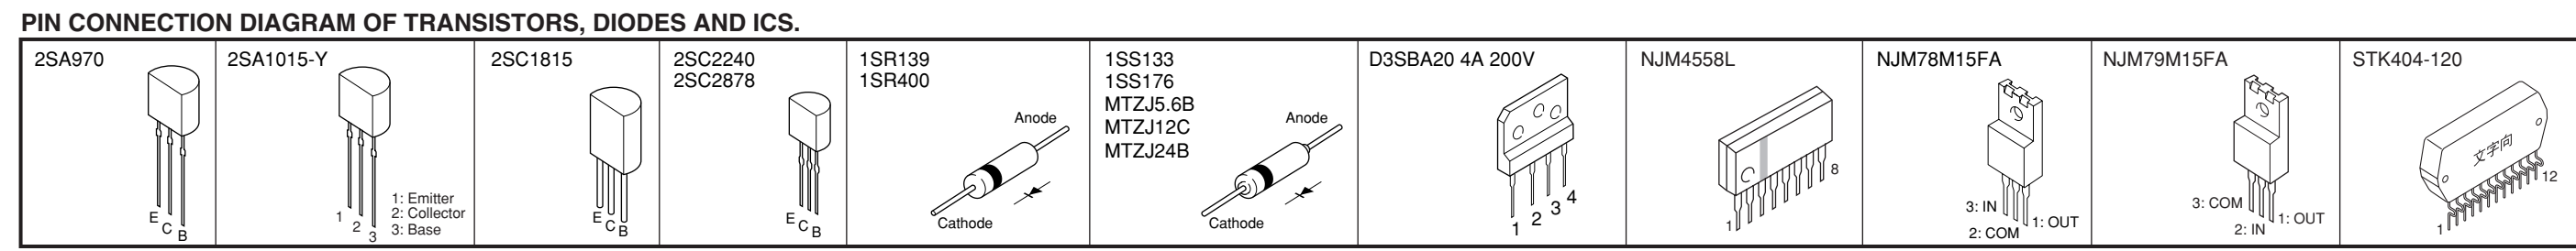 PIN CONNECTION DIAGRAM OF TRANSISTORS, DIODES AND ICS.
2SA970
E
C
B
2SA1015-Y
1
2
3
1: Emitter
2: Collector
3: Base
2SC1815
E
C
B
2SC2240
2SC2878
E
C
B
1SR139
1SR400
Anode
Cathode
1SS133
1SS176
MTZJ5.6B
MTZJ12C
MTZJ24B
Anode
Cathode
D3SBA20 4A 200V
1
2
3
4
NJM4558L
1
8
NJM78M15FA
3: IN
2: COM
1: OUT
NJM79M15FA
3: COM
2: IN
1: OUT
STK404-120
文字向
1
12